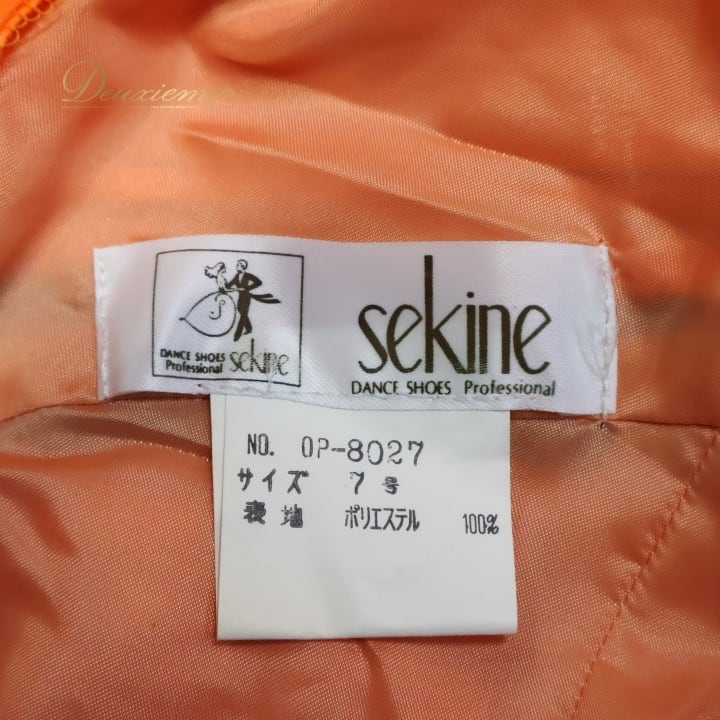 DANCE SHOES
Professional sekine
sekine
DANCE SHOES Professional
NO. OP-8027
サイズ 7 号
表 地 ポリエステル 100%